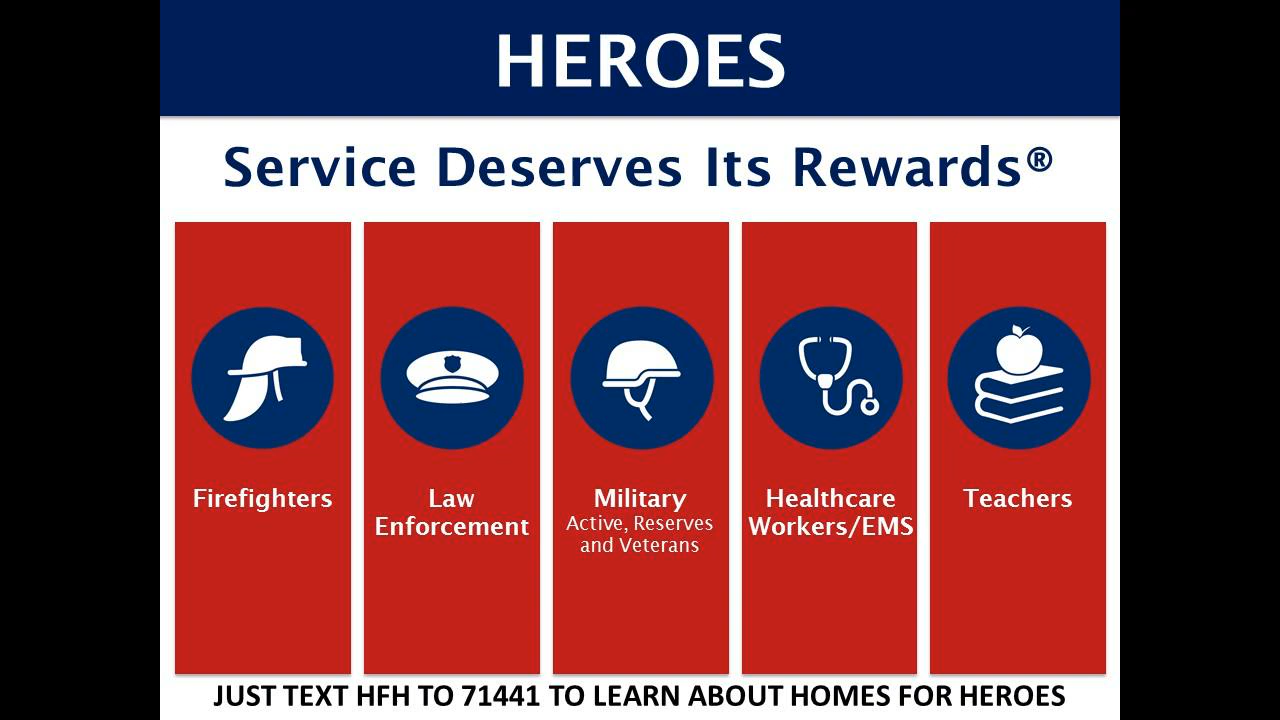 HEROES
Service Deserves Its Rewards®
Firefighters
Law
Enforcement
Military
Active, Reserves
and Veterans
Healthcare
Workers/EMS
Teachers
JUST TEXT HFH TO 71441 TO LEARN ABOUT HOMES FOR HEROES